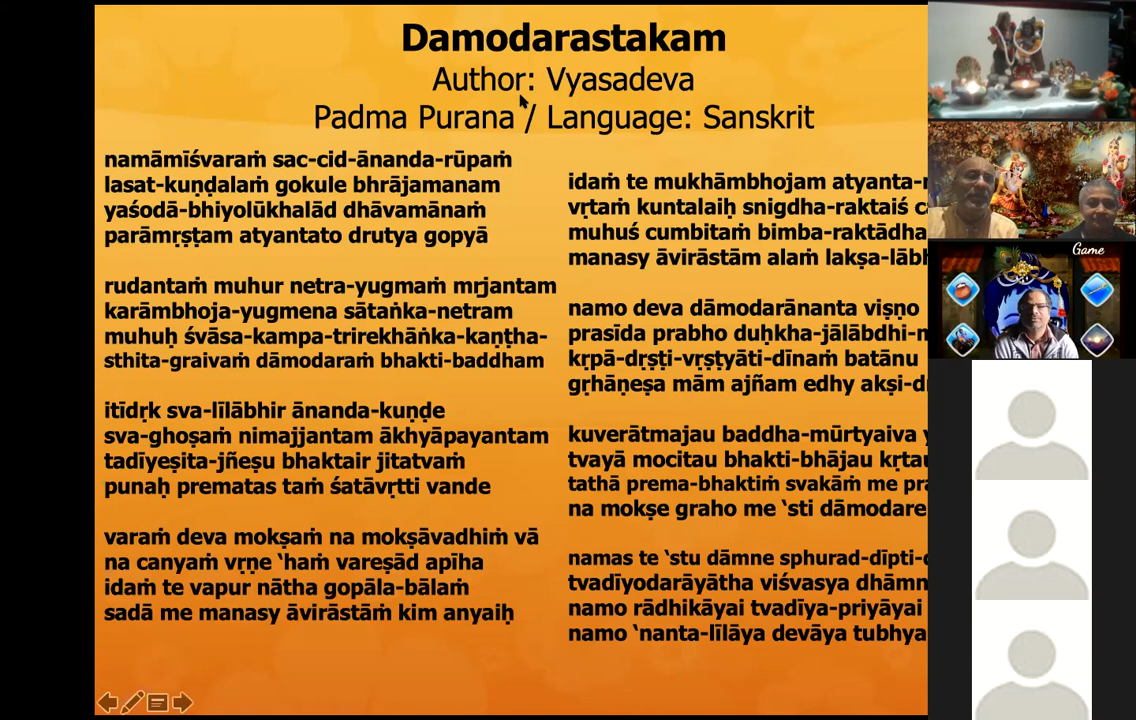 Damodarastakam
Author: Vyasadeva
Padma Purana / Language: Sanskrit
namāmīśvaraṁ sac-cid-ānanda-rūpaṁ
lasat-kuṇḍalaṁ gokule bhrājamanam
yaśodā-bhiyolūkhalād dhāvamānaṁ
parāmṛṣṭam atyantato drutya gopyā
rudantaṁ muhur netra-yugmaṁ mṛjantam
karāmbhoja-yugmena sātaṅka-netram
muhuḥ śvāsa-kampa-trirekhāṅka-kaṇṭha-
sthita-graivaṁ dāmodaraṁ bhakti-baddham
itīdṛk sva-līlābhir ānanda-kuṇḍe
sva-ghoṣaṁ nimajjantam ākhyāpayantam
tadīyeṣita-jñeṣu bhaktair jitatvaṁ
punaḥ prematas taṁ śatāvṛtti vande
varaṁ deva mokṣaṁ na mokṣāvadhiṁ vā
na canyaṁ vṛṇe ‘haṁ vareṣād apīha
idaṁ te vapur nātha gopāla-bālaṁ
sadā me manasy āvirāstāṁ kim anyaiḥ
idaṁ te mukhāmbhojam atyanta-
vṛtaṁ kuntalaiḥ snigdha-raktaiś
muhuś cumbitaṁ bimba-raktādha
manasy āvirāstām alaṁ lakṣa-lābh
namo deva dāmodarānanta viṣṇo
prasīda prabho duḥkha-jālābdhi-
kṛpā-dṛṣṭi-vṛṣṭyāti-dīnaṁ batānu
gṛhāṇeṣa mām ajñam edhy akṣi-
kuverātmajau baddha-mūrtyaiva
tvayā mocitau bhakti-bhājau
tathā prema-bhaktiṁ svakāṁ me
na mokṣe graho me ‘sti dāmodare
namas te ‘stu dāmne sphurad-dīpti-
tvadīyodarāyātha viśvasya dhāmn
namo rādhikāyai tvadīya-priyāyai
namo ‘nanta-līlāya devāya tubhya
Game